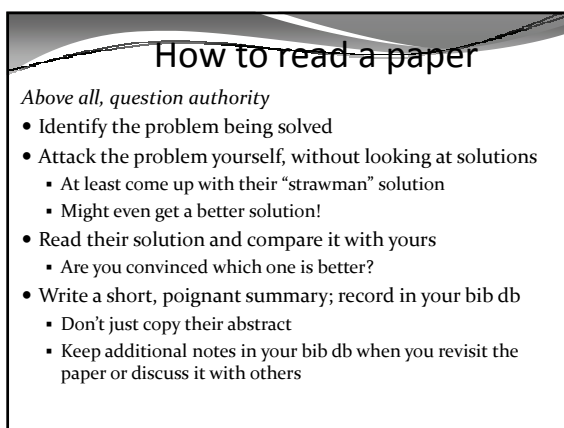 How to read a paper
Above all, question authority
• Identify the problem being solved
• Attack the problem yourself, without looking at solutions
▪ At least come up with their “strawman” solution
▪ Might even get a better solution!
• Read their solution and compare it with yours
▪ Are you convinced which one is better?
• Write a short, poignant summary; record in your bib db
▪ Don’t just copy their abstract
▪ Keep additional notes in your bib db when you revisit the
paper or discuss it with others